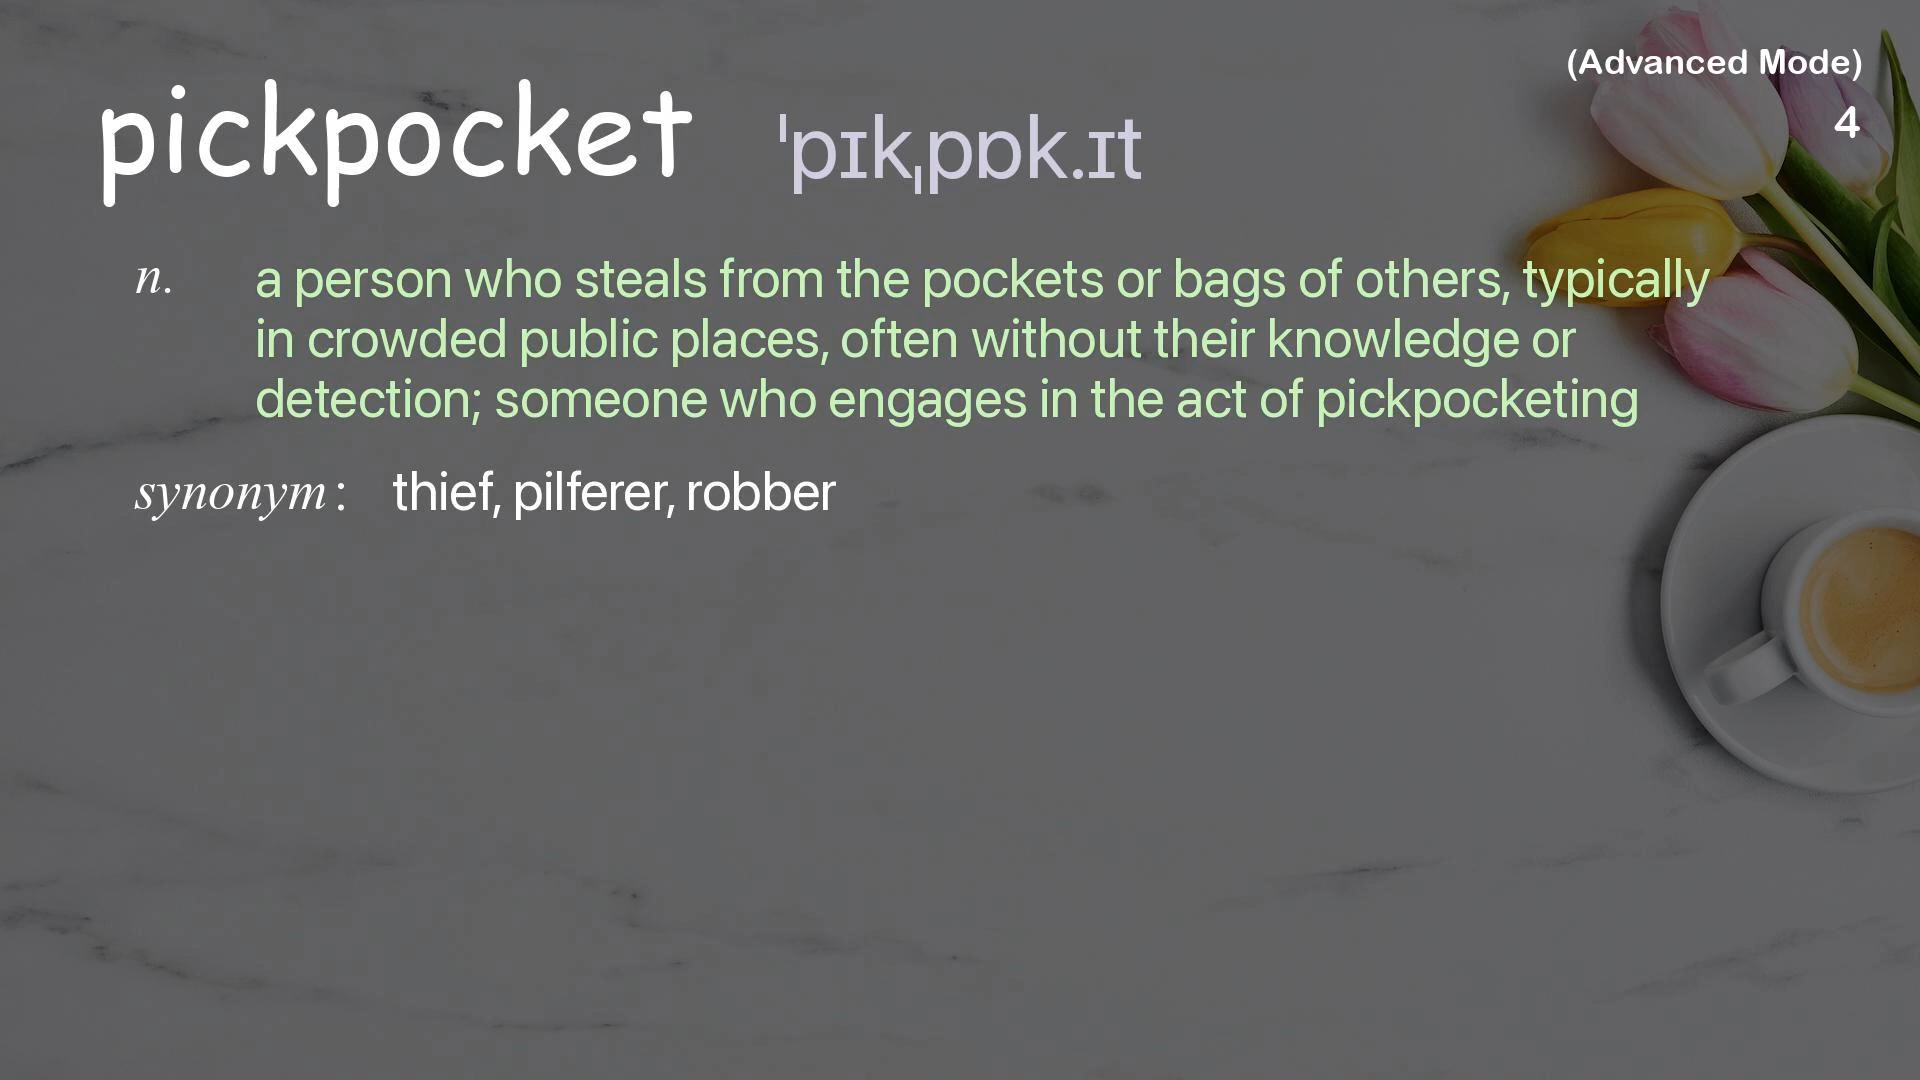 (Advanced Mode)
pickpocket ˈpɪkˌpɒk.ɪt
4
n. a person who steals from the pockets or bags of others, typically
in crowded public places, often without their knowledge or
detection; someone who engages in the act of pickpocketing
synonym: thief, pilferer, robber